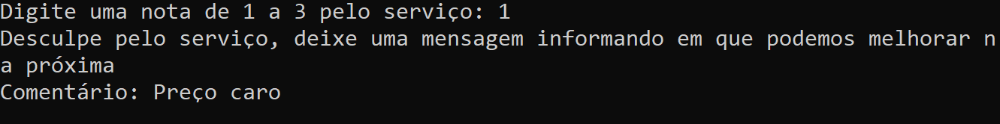 Digite uma nota de 1 a 3 pelo serviço: 1
Desculpe pelo serviço, deixe uma mensagem informando em que podemos melhorar n
a próxima
Comentário: Preço caro